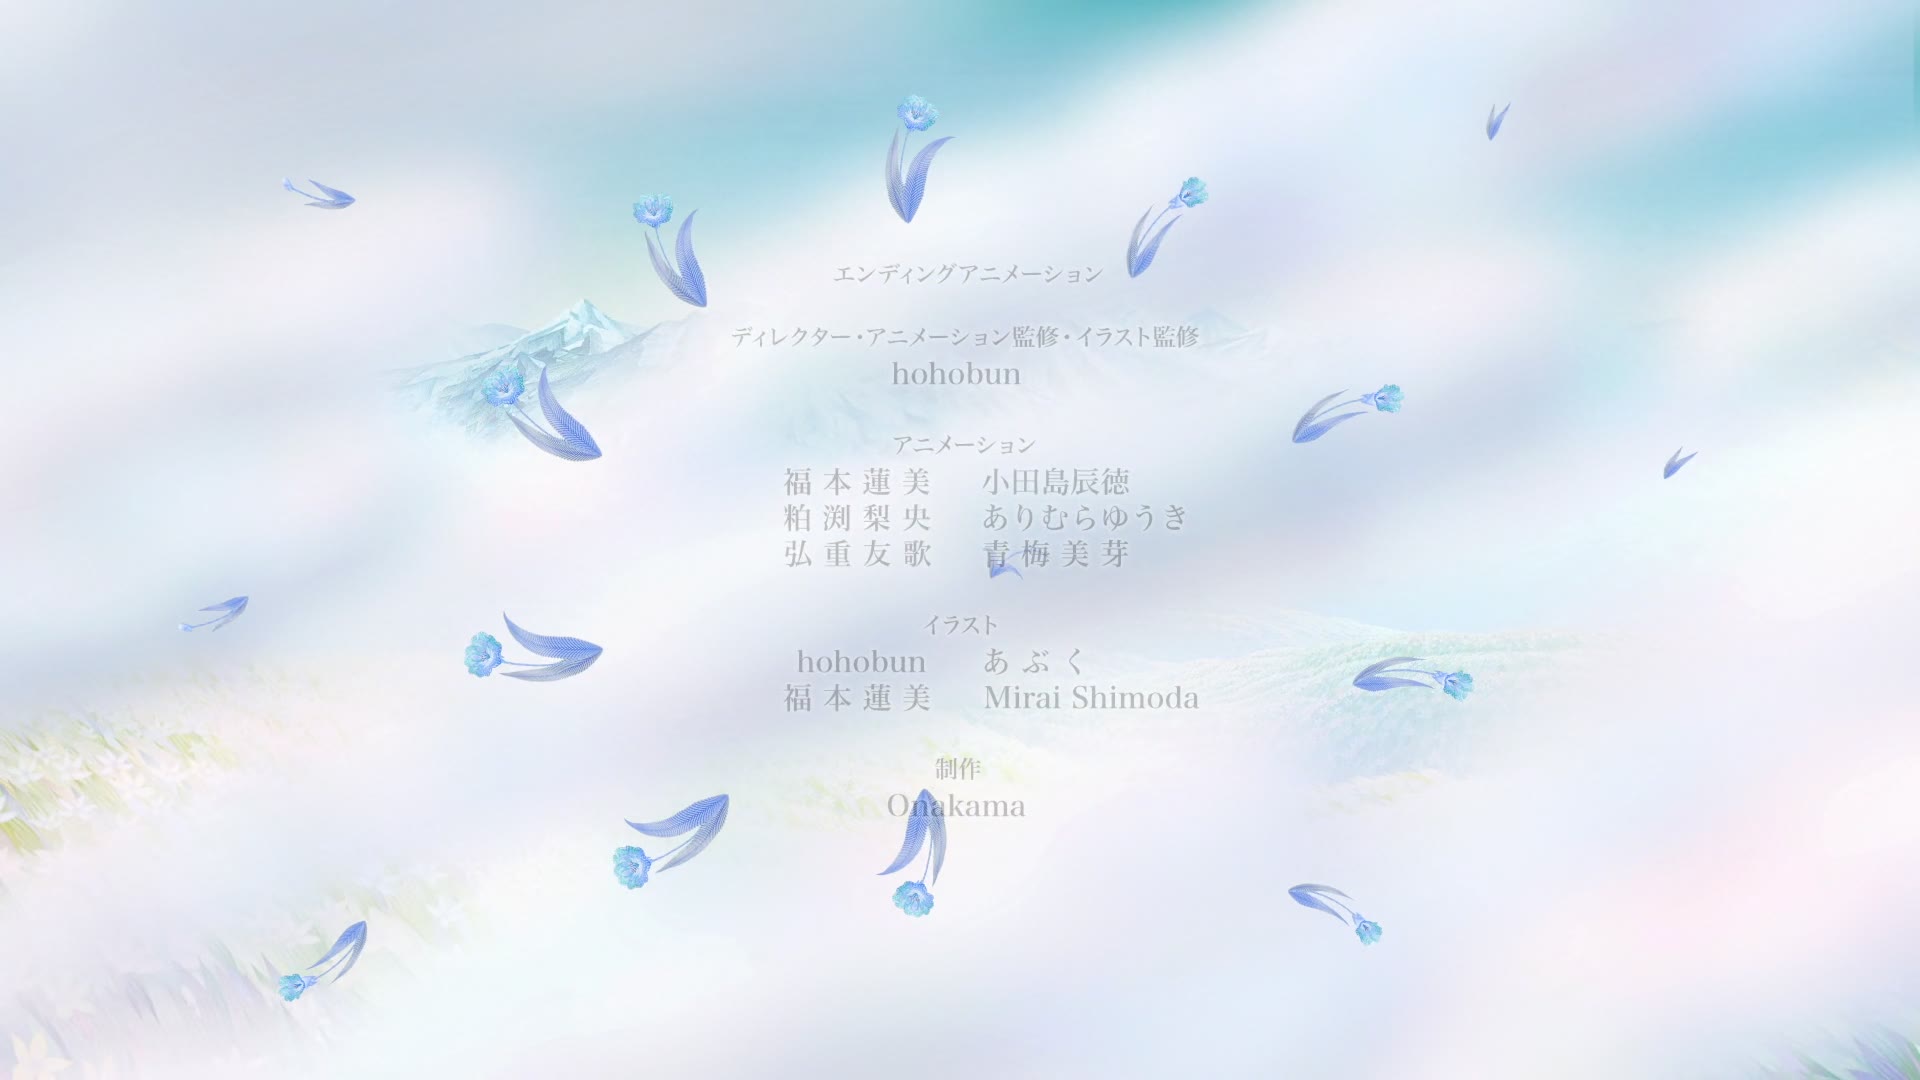 エンディングアニメーション
ディレクター・アニメーション監修・イラスト監修
hohobun
アニメーション
福本蓮美 小田島辰徳
粕渕梨央 ありむらゆうき
弘重友歌 青梅美芽
イラスト
hohobun あぶく
福本蓮美 Mirai Shimoda
制作
Onakama